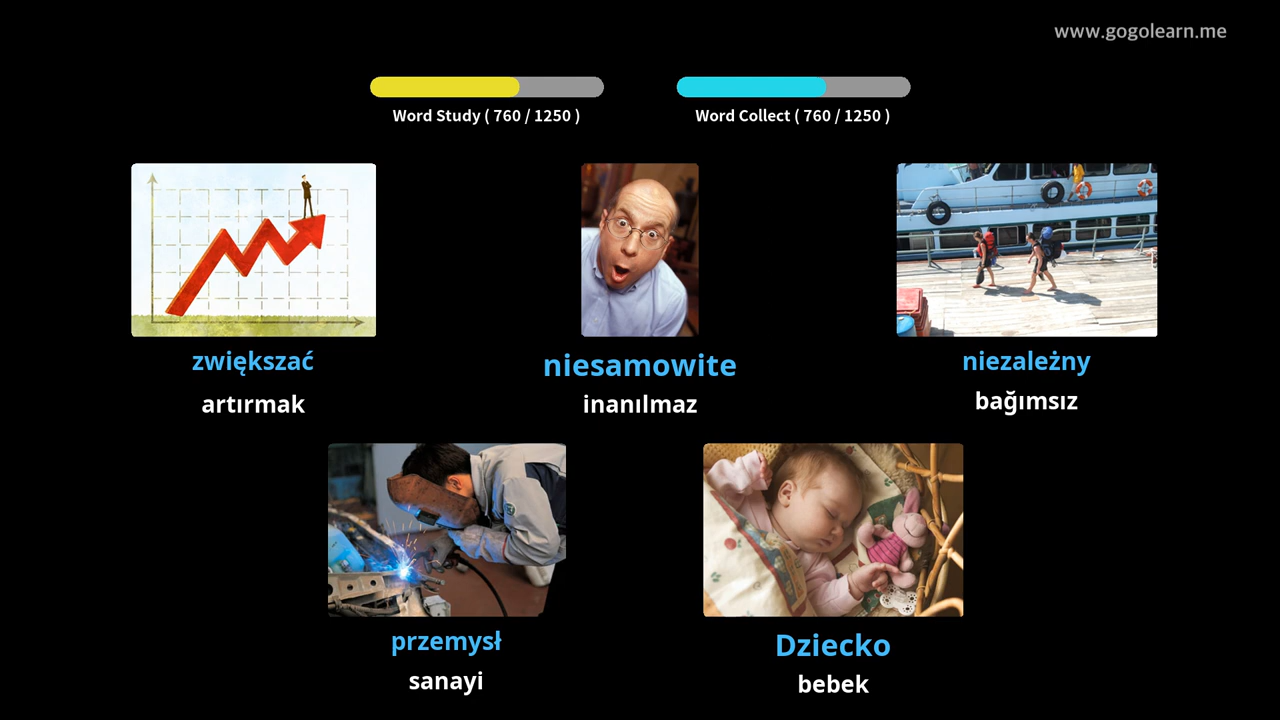 www.gogolearn.me
Word Study ( 760 / 1250 )
Word Collect ( 760 / 1250 )
zwiększać
niesamowite
niezależny
artırmak
inanılmaz
bağımsız
przemysł
Dziecko
sanayi
bebek